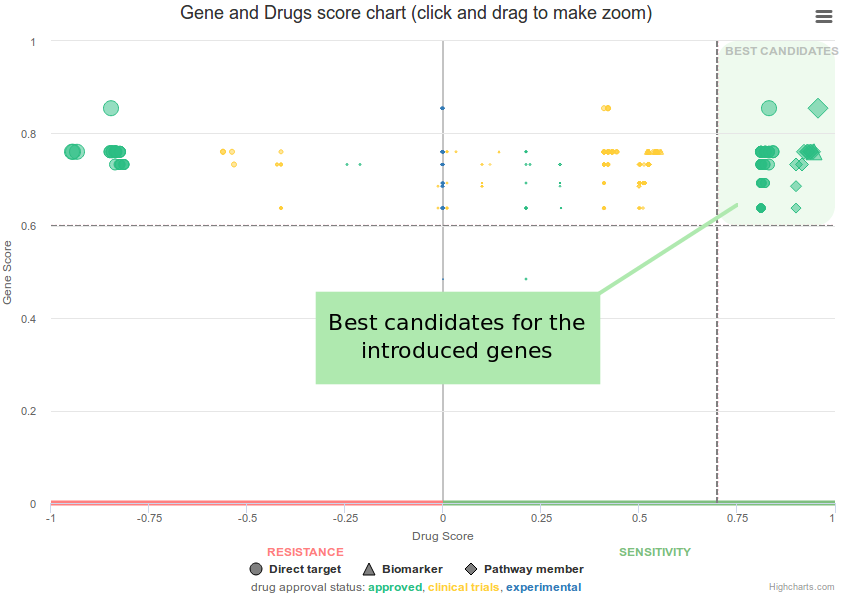 Gene and Drugs score chart (click and drag to make zoom)
BEST CANDIDATES
1
0.8
0.6
0.4
0.2
0
Gene Score
Best candidates for the
introduced genes
-1
-0.75
-0.5
-0.25
0
0.25
0.5
0.75
1
Drug Score
RESISTANCE
SENSITIVITY
Direct target
Biomarker
Pathway member
drug approval status: approved, clinical trials, experimental
Highcharts.com